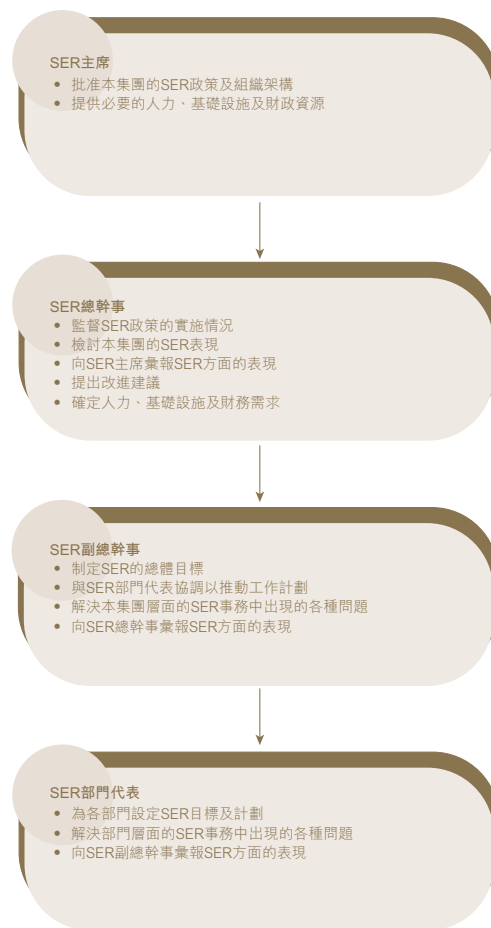 SER主席
• 批准本集團的SER政策及組織架構
• 提供必要的人力、基礎設施及財政資源
SER總幹事
• 監督SER政策的實施情況
• 檢討本集團的SER表現
• 向SER主席彙報SER方面的表現
• 提出改進建議
• 確定人力、基礎設施及財務需求
SER副總幹事
• 制定SER的總體目標
• 與SER部門代表協調以推動工作計劃
• 解決本集團層面的SER事務中出現的各種問題
• 向SER總幹事彙報SER方面的表現
SER部門代表
• 為各部門設定SER目標及計劃
• 解決部門層面的SER事務中出現的各種問題
• 向SER副總幹事彙報SER方面的表現